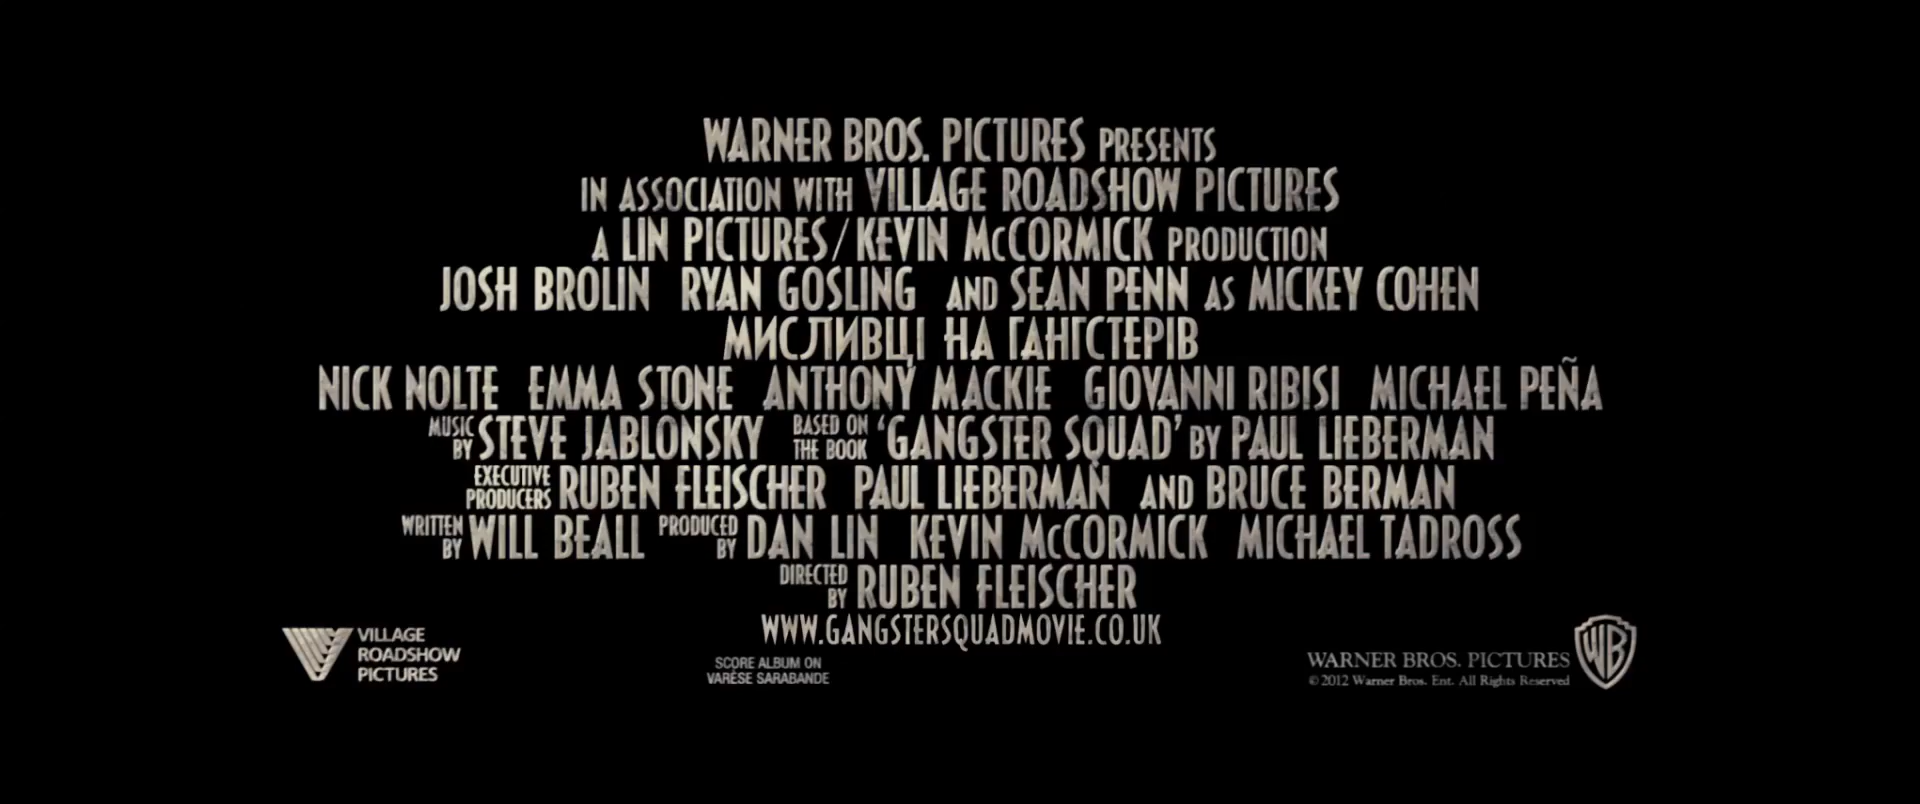 WARNER BROS. PICTURES PRESENTS
IN ASSOCIATION WITH VILLAGE ROADSHOW PICTURES
A LIN PICTURES/KEVIN McCORMICK PRODUCTION
JOSH BROLIN RYAN GOSLING AND SEAN PENN AS MICKEY COHEN
МИСЛИВЦІ НА ГАНГСТЕРІВ
NICK NOLTE EMMA STONE ANTHONY MACKIE GIOVANNI RIBISI MICHAEL PEÑA
MUSIC BY STEVE JABLONSKY BASED ON THE BOOK 'GANGSTER SQUAD' BY PAUL LIEBERMAN
EXECUTIVE PRODUCERS RUBEN FLEISCHER PAUL LIEBERMAN AND BRUCE BERMAN
WRITTEN BY WILL BEALL PRODUCED BY DAN LIN KEVIN McCORMICK MICHAEL TADROSS
DIRECTED BY RUBEN FLEISCHER
WWW.GANGSTERSQUADMOVIE.CO.UK
VILLAGE
ROADSHOW
PICTURES
SCORE ALBUM ON
VARÈSE SARABANDE
WARNER BROS. PICTURES
© 2012 Warner Bros. Ent. All Rights Reserved
WB